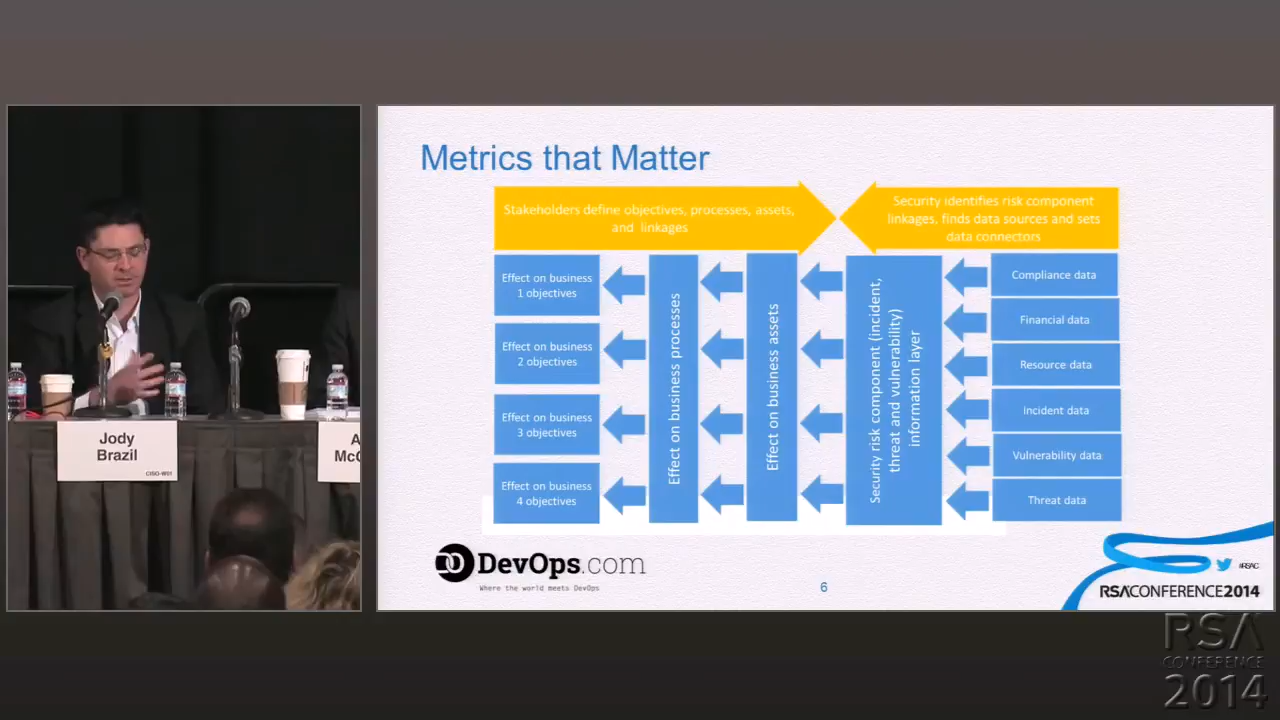 Jody
Brazil
CISO-W01
A
McC
Metrics that Matter
Stakeholders define objectives, processes, assets,
and linkages
Security identifies risk component
linkages, finds data sources and sets
data connectors
Effect on business
1 objectives
Effect on business
2 objectives
Effect on business
3 objectives
Effect on business
4 objectives
Effect on business processes
Effect on business assets
Security risk component (incident,
threat and vulnerability)
information layer
Compliance data
Financial data
Resource data
Incident data
Vulnerability data
Threat data
DevOps.com
Where the world meets DevOps
6
#RSAC
RSACONFERENCE2014
RSA
CONFERENCE
2014